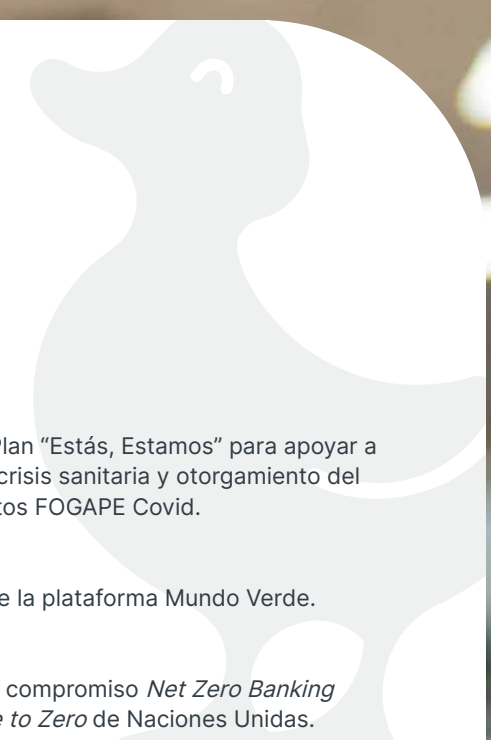 Plan “Estás, Estamos” para apoyar a
crisis sanitaria y otorgamiento del
tos FOGAPE Covid.
e la plataforma Mundo Verde.
compromiso Net Zero Banking
e to Zero de Naciones Unidas.